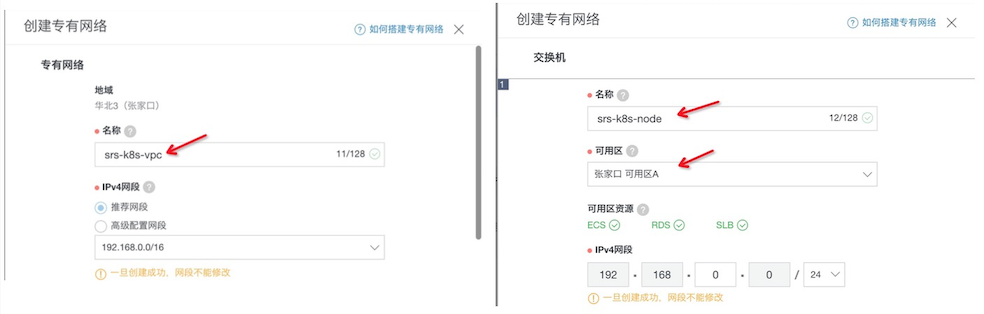 创建专有网络
如何搭建专有网络
专有网络
地域
华北3（张家口）
名称
srs-k8s-vpc
11/128
IPv4网段
推荐网段
高级配置网段
192.168.0.0/16
一旦创建成功，网段不能修改
创建专有网络
如何搭建专有网络
交换机
1
名称
srs-k8s-node
12/128
可用区
张家口 可用区A
可用区资源
ECS RDS SLB
IPv4网段
192 • 168 • 0 • 0 / 24
一旦创建成功，网段不能修改